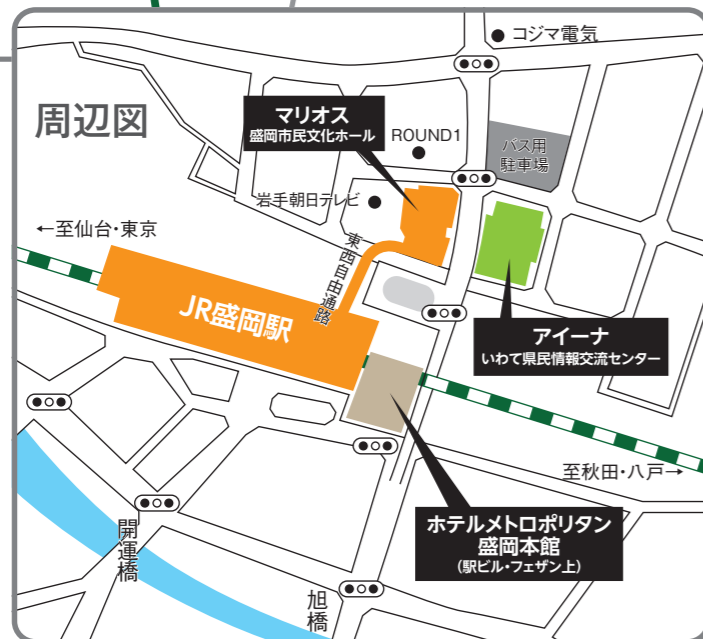 コジマ電気
周辺図
マリオス
盛岡市民文化ホール
ROUND1
バス用
駐車場
岩手朝日テレビ
←至仙台・東京
東西自由通路
JR盛岡駅
アイーナ
いわて県民情報交流センター
至秋田・八戸→
ホテルメトロポリタン
盛岡本館
(駅ビル・フェザン上)
開運橋
旭橋